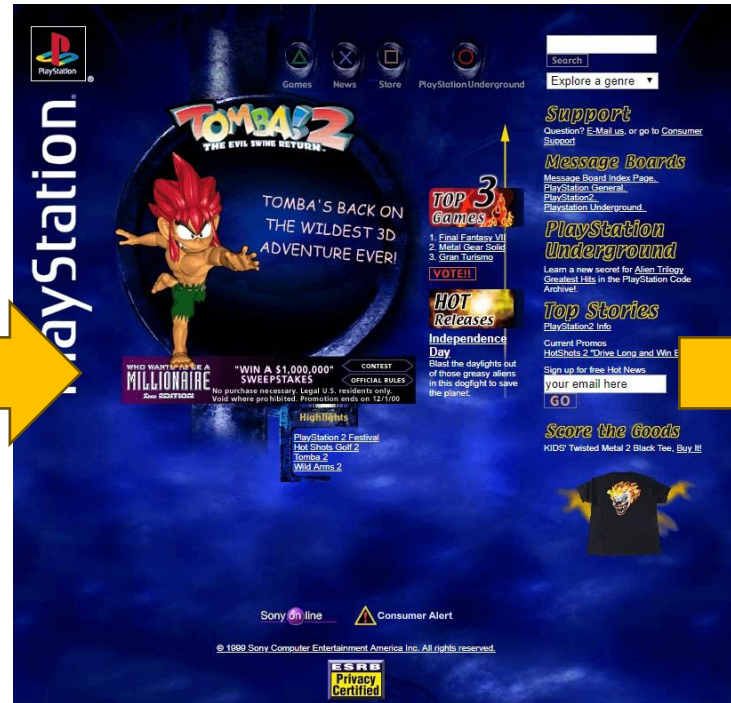 PlayStation
®
PlayStation
Games News Store PlayStation Underground
Search
Explore a genre
TOMBA!2
THE EVIL SWINE RETURN
TOMBA'S BACK ON
THE WILDEST 3D
ADVENTURE EVER!
TOP 3
Games
1. Final Fantasy VII
2. Metal Gear Solid
3. Gran Turismo
VOTE!!
HOT
Releases
Independence
Day
Blast the daylights out
of those greasy aliens
in this dogfight to save
the planet.
Support
Question? E-Mail us, or go to Consumer
Support
Message Boards
Message Board Index Page.
PlayStation General.
PlayStation2.
Playstation Underground.
PlayStation
Underground
Learn a new secret for Alien Trilogy
Greatest Hits in the PlayStation Code
Archive!
Top Stories
PlayStation2 Info
Current Promos
HotShots 2 "Drive Long and Win
Sign up for free Hot News
your email here
GO
Score the Goods
KIDS' Twisted Metal 2 Black Tee, Buy It!
WHO WANTS TO BE A
MILLIONAIRE
2ND EDITION
"WIN A $1,000,000"
SWEEPSTAKES
CONTEST
OFFICIAL RULES
No purchase necessary. Legal U.S. residents only.
Void where prohibited. Promotion ends on 12/1/00
Highlights
PlayStation 2 Festival
Hot Shots Golf 2
Tomba 2
Wild Arms 2
Sony on line
Consumer Alert
© 1999 Sony Computer Entertainment America Inc. All rights reserved.
ESRB
Privacy
Certified